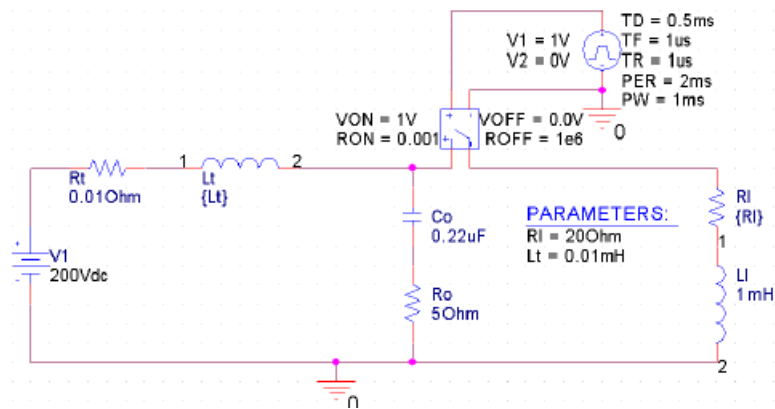 TD = 0.5ms
V1 = 1V
TF = 1us
V2 = 0V
TR = 1us
PER = 2ms
PW = 1ms
VON = 1V
VOFF = 0.0V
RON = 0.001
ROFF = 1e6
0
+ -
+ -
1
2
Rt
0.01Ohm
Lt
{Lt}
Co
0.22uF
PARAMETERS:
Rl = 20Ohm
Lt = 0.01mH
Rl
{Rl}
1
+
V1
200Vdc
-
Ro
5Ohm
Ll
1mH
2
0